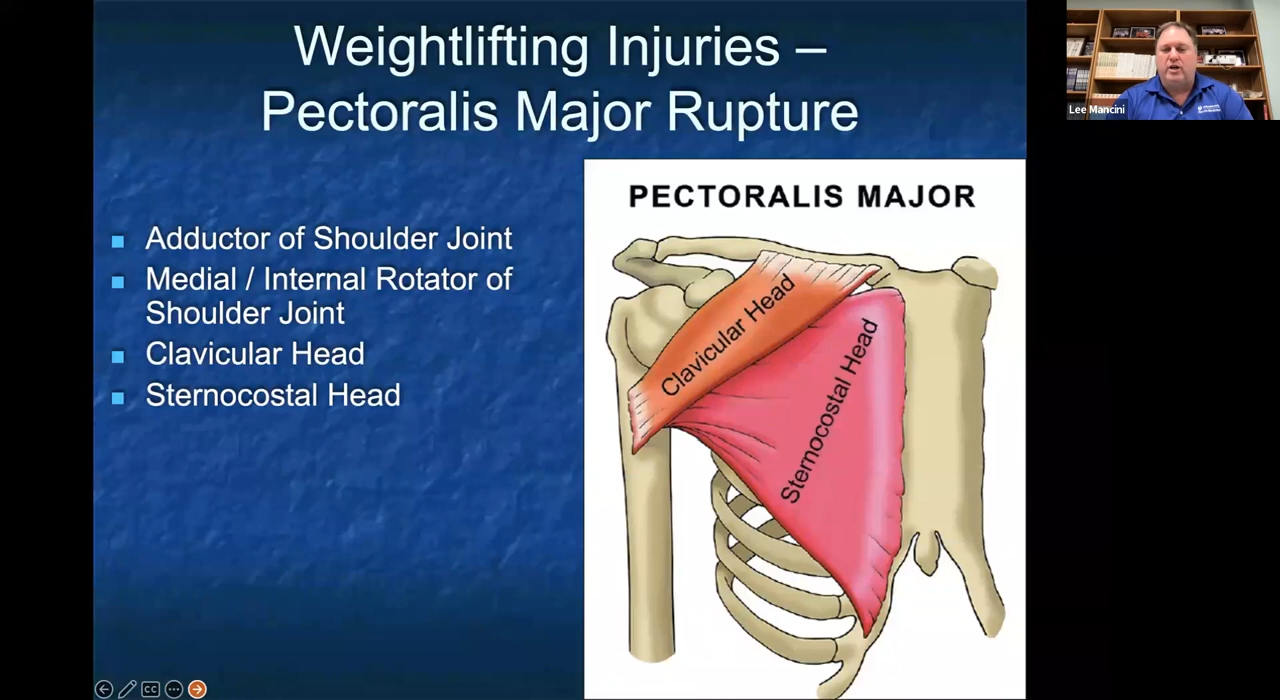 Weightlifting Injuries –
Pectoralis Major Rupture
Adductor of Shoulder Joint
Medial / Internal Rotator of
Shoulder Joint
Clavicular Head
Sternocostal Head
PECTORALIS MAJOR
Clavicular Head
Sternocostal Head
Lee Mancini
CC